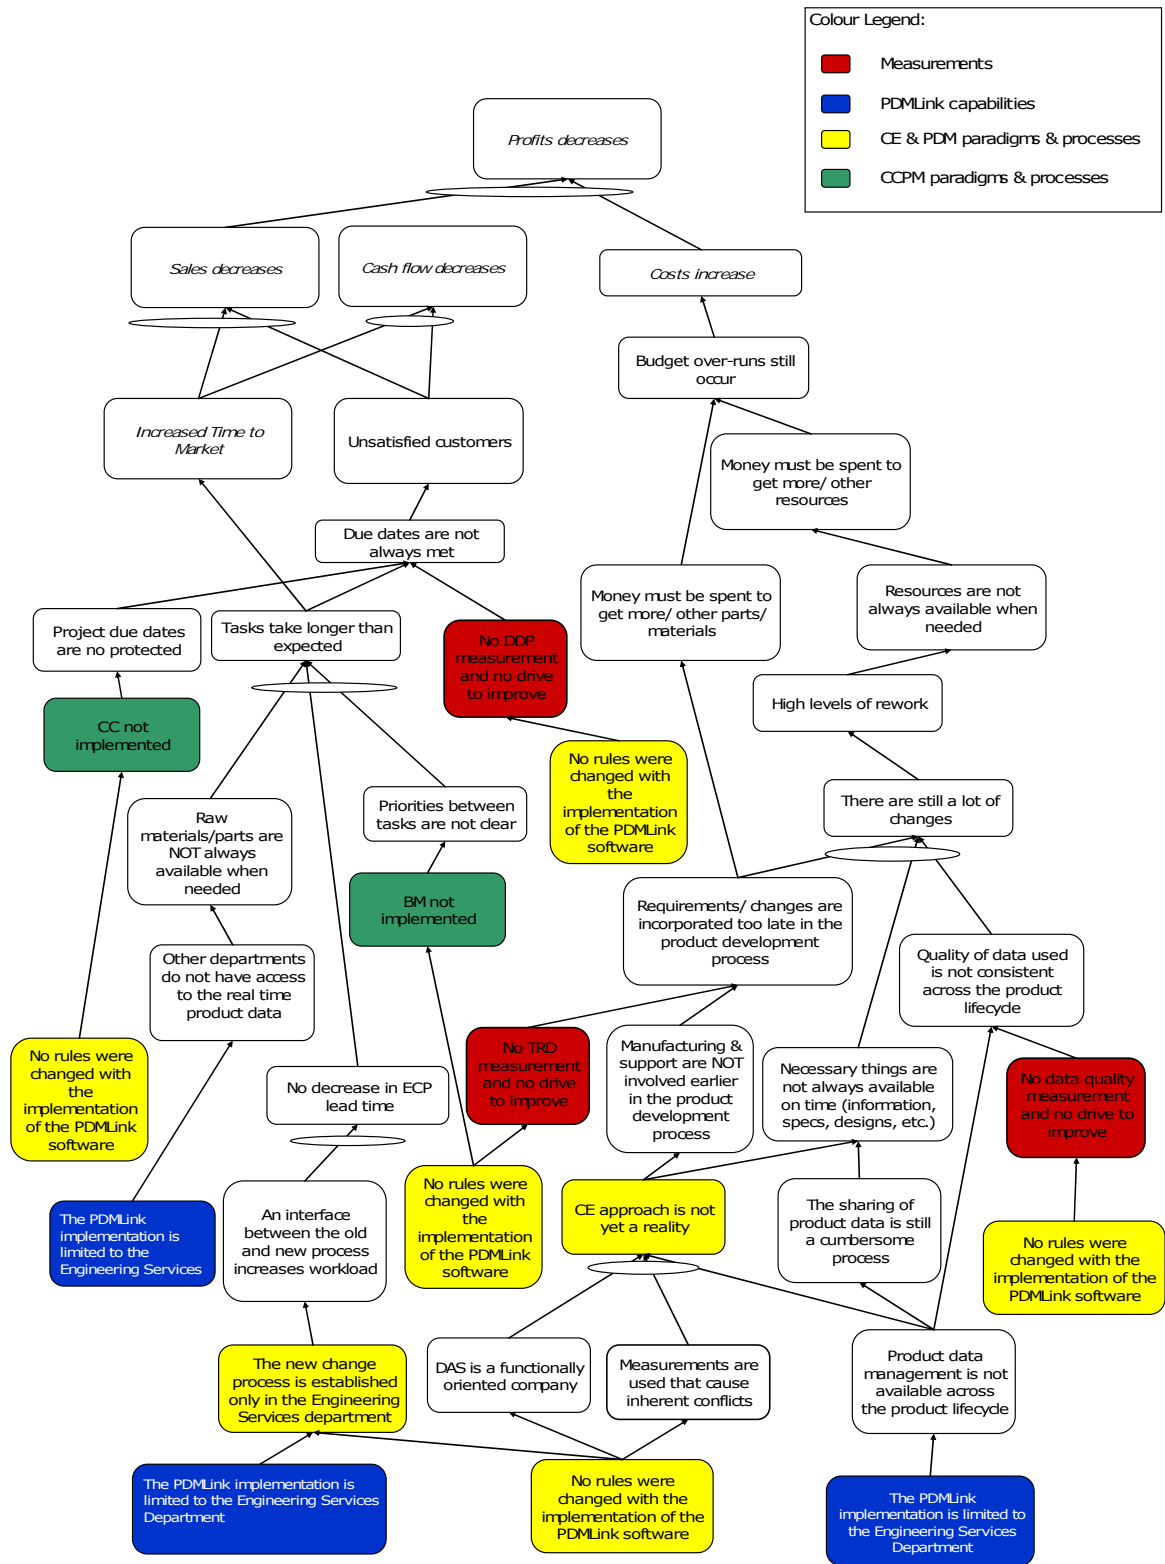 Colour Legend:
Measurements
PDMLink capabilities
CE & PDM paradigms & processes
CCPM paradigms & processes
Profits decreases
Sales decreases
Cash flow decreases
Costs increase
Budget over-runs still
occur
Increased Time to
Market
Unsatisfied customers
Money must be spent to
get more/ other
resources
Due dates are not
always met
Money must be spent to
get more/ other parts/
materials
Resources are not
always available when
needed
Project due dates
are no protected
Tasks take longer than
expected
No DDP
measurement
and no drive
to improve
High levels of rework
CC not
implemented
No rules were
changed with
the
implementation
of the PDMLink
software
There are still a lot of
changes
Raw
materials/parts are
NOT always
available when
needed
Priorities between
tasks are not clear
BM not
implemented
Requirements/ changes are
incorporated too late in the
product development
process
Quality of data used
is not consistent
across the product
lifecycle
Other departments
do not have access
to the real time
product data
No rules were
changed with
the
implementation
of the PDMLink
software
No decrease in ECP
lead time
No TRD
measurement
and no drive
to improve
Manufacturing &
support are NOT
involved earlier
in the product
development
process
Necessary things are
not always available
on time (information,
specs, designs, etc.)
No data quality
measurement
and no drive to
improve
The PDMLink
implementation is
limited to the
Engineering Services
An interface
between the old
and new process
increases workload
No rules were
changed with
the
implementation
of the PDMLink
software
CE approach is not
yet a reality
The sharing of
product data is still
a cumbersome
process
No rules were
changed with the
implementation of the
PDMLink software
The new change
process is established
only in the Engineering
Services department
DAS is a functionally
oriented company
Measurements are
used that cause
inherent conflicts
Product data
management is not
available across
the product lifecycle
The PDMLink implementation is
limited to the Engineering Services
Department
No rules were
changed with the
implementation of the
PDMLink software
The PDMLink
implementation is limited to
the Engineering Services
Department